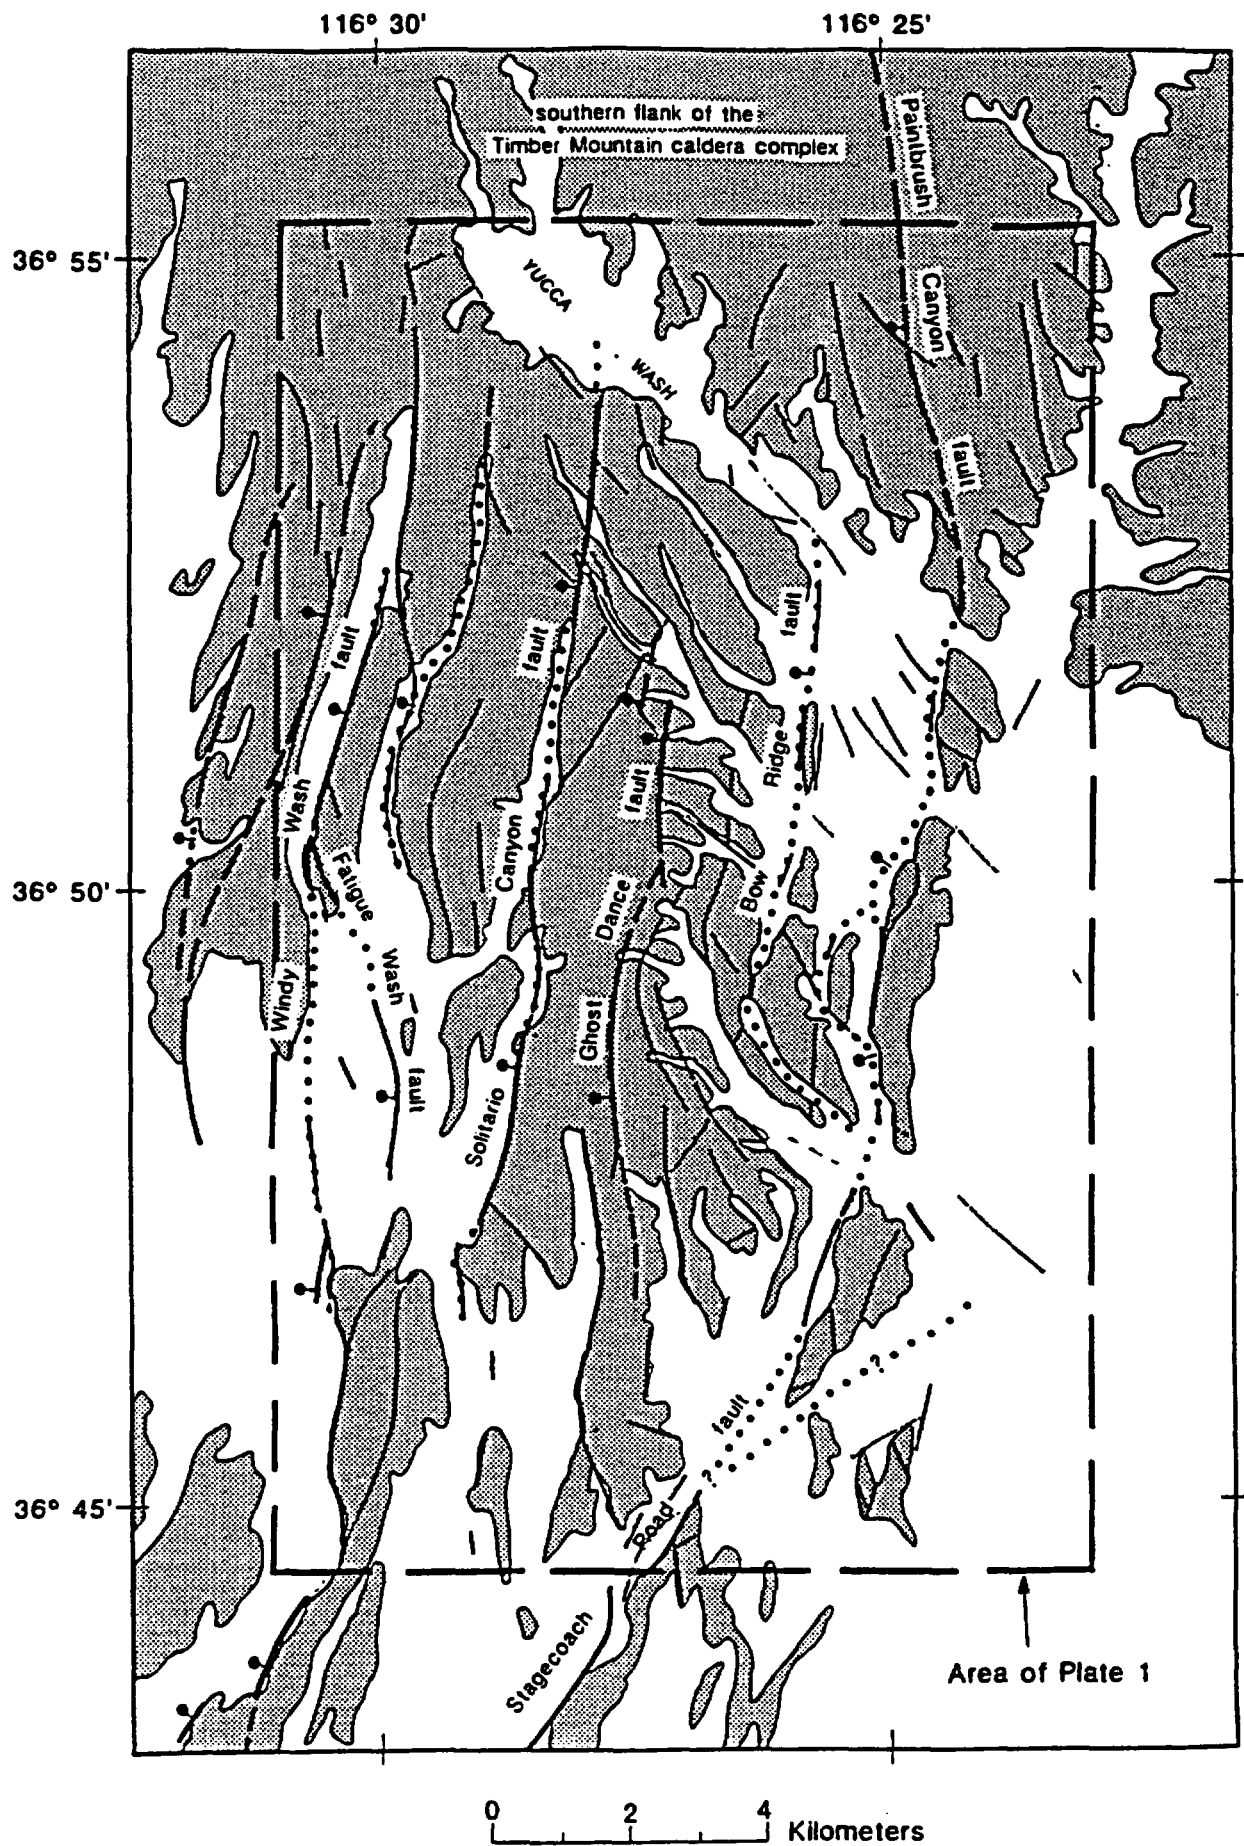 116° 30'
116° 25'
southern flank of the
Timber Mountain caldera complex
Paintbrush
Canyon
fault
36° 55'
YUCCA
WASH
fault
Wash
Windy
Fatigue
Wash
fault
fault
Canyon
Solitario
fault
Dance
Ghost
fault
Ridge
Bow
36° 50'
?
fault
?
Road
Stagecoach
36° 45'
Area of Plate 1
0 2 4
Kilometers